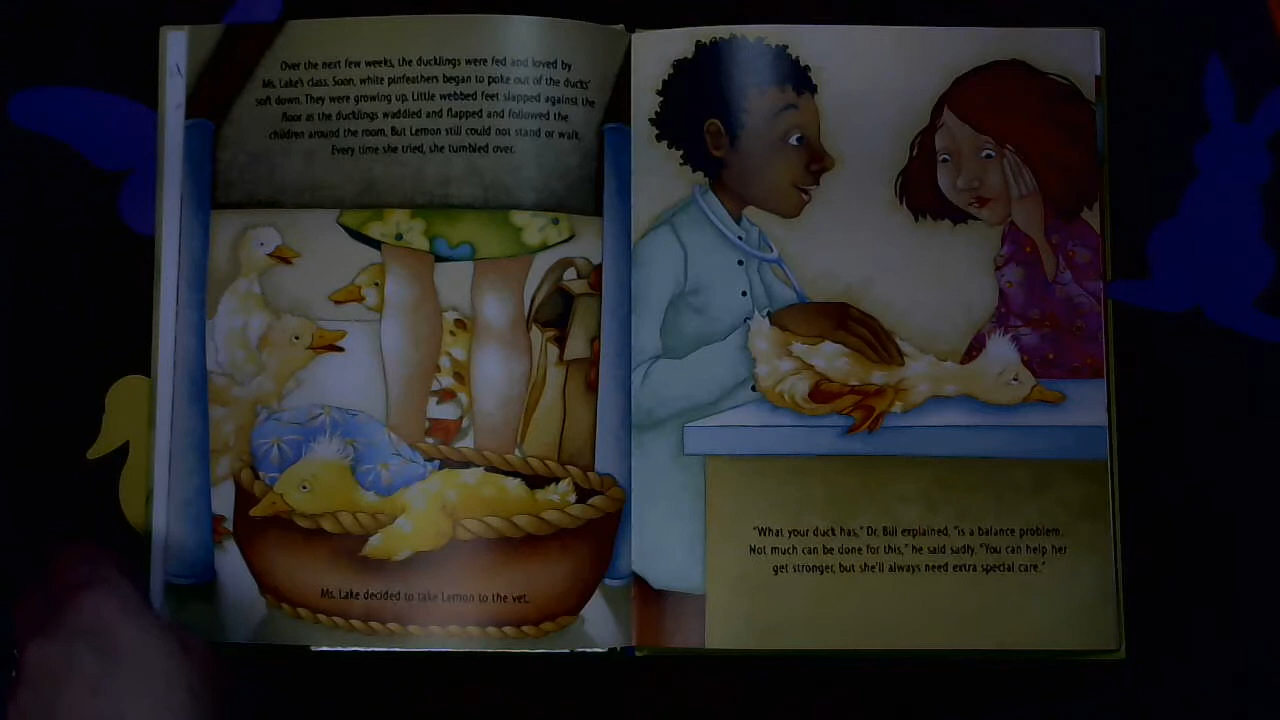 Over the next few weeks, the ducklings were fed and loved by
Ms. Lake's class. Soon, white pinfeathers began to poke out of the ducks'
soft down. They were growing up. Little webbed feet slapped against the
floor as the ducklings waddled and flapped and followed the
children around the room. But Lemon still could not stand or walk.
Every time she tried, she tumbled over.
Ms. Lake decided to take Lemon to the vet.
"What your duck has," Dr. Bill explained, "is a balance problem.
Not much can be done for this," he said sadly. "You can help her
get stronger, but she'll always need extra special care."